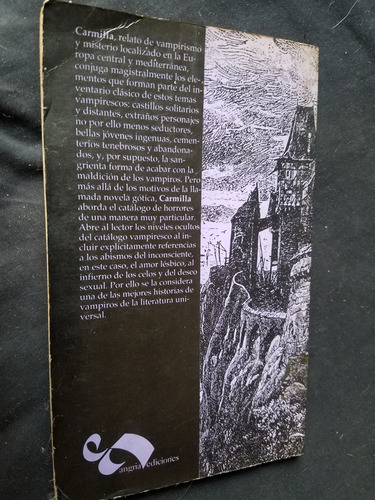 Carmilla, relato de vampirismo
y misterio localizado en la Eu-
ropa central y mediterránea,
conjuga magistralmente los ele-
mentos que forman parte del in-
ventario clásico de estos temas
vampirescos: castillos solitarios
y distantes, extraños personajes
no por ello menos seductores,
bellas jóvenes ingenuas, cemen-
terios tenebrosos y abandona-
dos, y, por supuesto, la san-
grienta forma de acabar con la
maldición de los vampiros. Pero
más allá de los motivos de la lla-
mada novela gótica, Carmilla
aborda el catálogo de horrores
de una manera muy particular.
Abre al lector los niveles ocultos
del catálogo vampiresco al in-
cluir explícitamente referencias
a los abismos del inconsciente,
en este caso, el amor lésbico, al
infierno de los celos y del deseo
sexual. Por ello se la considera
una de las mejores historias de
vampiros de la literatura uni-
versal.
angria ediciones